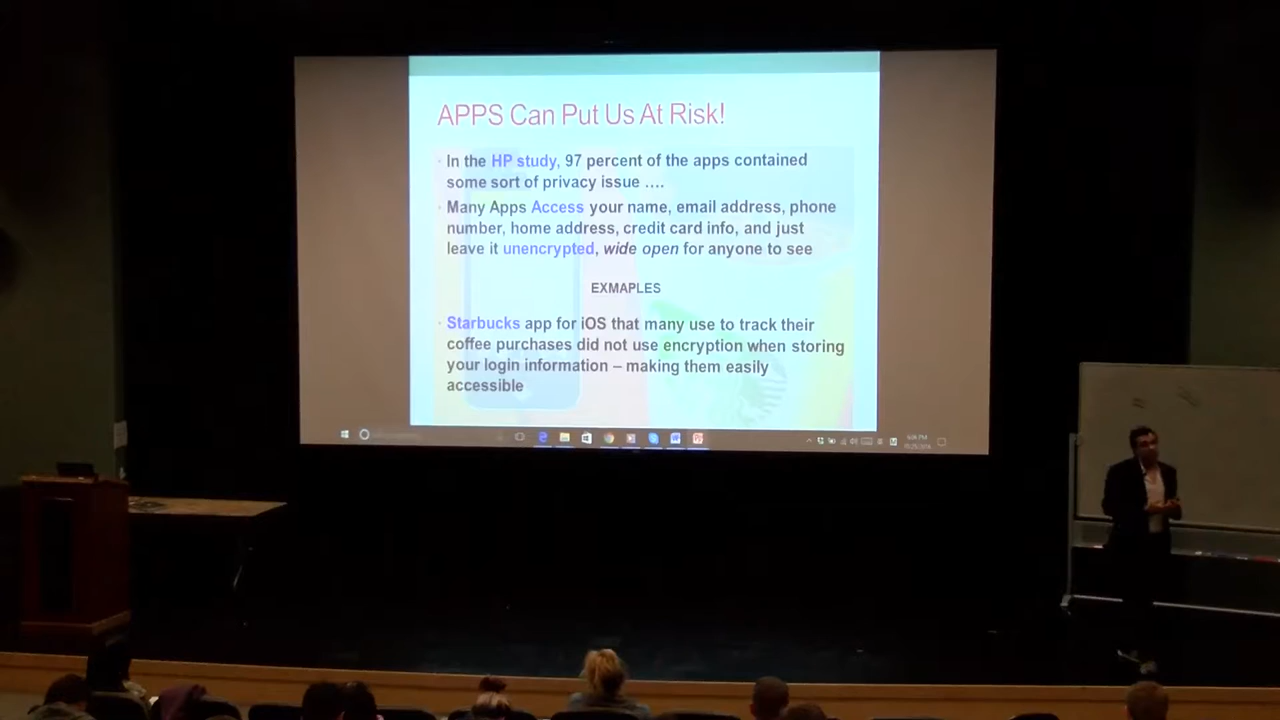 APPS Can Put Us At Risk!
In the HP study, 97 percent of the apps contained
some sort of privacy issue ....
Many Apps Access your name, email address, phone
number, home address, credit card info, and just
leave it unencrypted, wide open for anyone to see
EXMAPLES
Starbucks app for iOS that many use to track their
coffee purchases did not use encryption when storing
your login information – making them easily
accessible